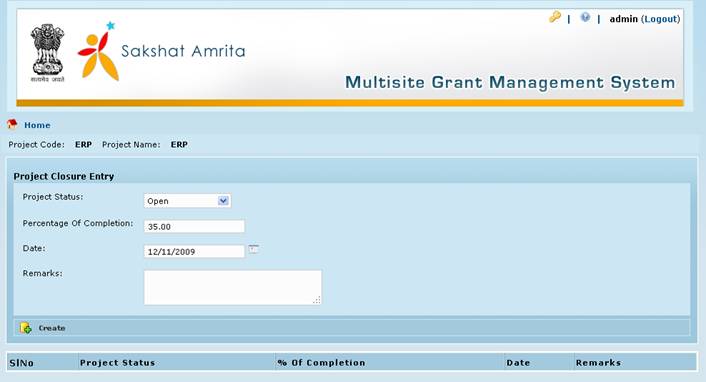 | | admin (Logout)
सत्यमेव जयते
Sakshat Amrita
Multisite Grant Management System
Home
Project Code: ERP Project Name: ERP
Project Closure Entry
Project Status: Open
Percentage Of Completion: 35.00
Date: 12/11/2009
Remarks:
Create
SlNo Project Status % Of Completion Date Remarks